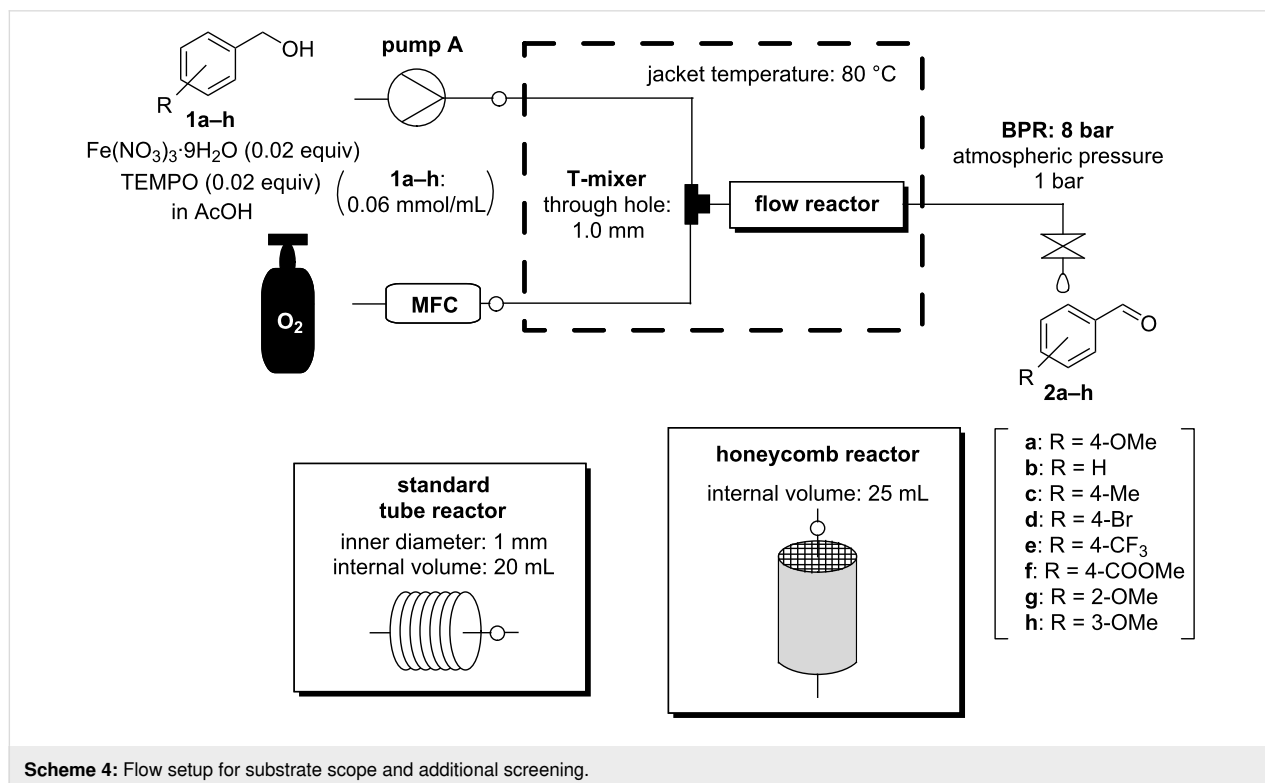 OH
R
1a–h
Fe(NO3)3·9H2O (0.02 equiv)
TEMPO (0.02 equiv)
in AcOH
1a–h:
0.06 mmol/mL
pump A
O2
MFC
jacket temperature: 80 °C
T-mixer
through hole:
1.0 mm
flow reactor
BPR: 8 bar
atmospheric pressure
1 bar
O
R
2a–h
a: R = 4-OMe
b: R = H
c: R = 4-Me
d: R = 4-Br
e: R = 4-CF3
f: R = 4-COOMe
g: R = 2-OMe
h: R = 3-OMe
standard
tube reactor
inner diameter: 1 mm
internal volume: 20 mL
honeycomb reactor
internal volume: 25 mL
Scheme 4: Flow setup for substrate scope and additional screening.